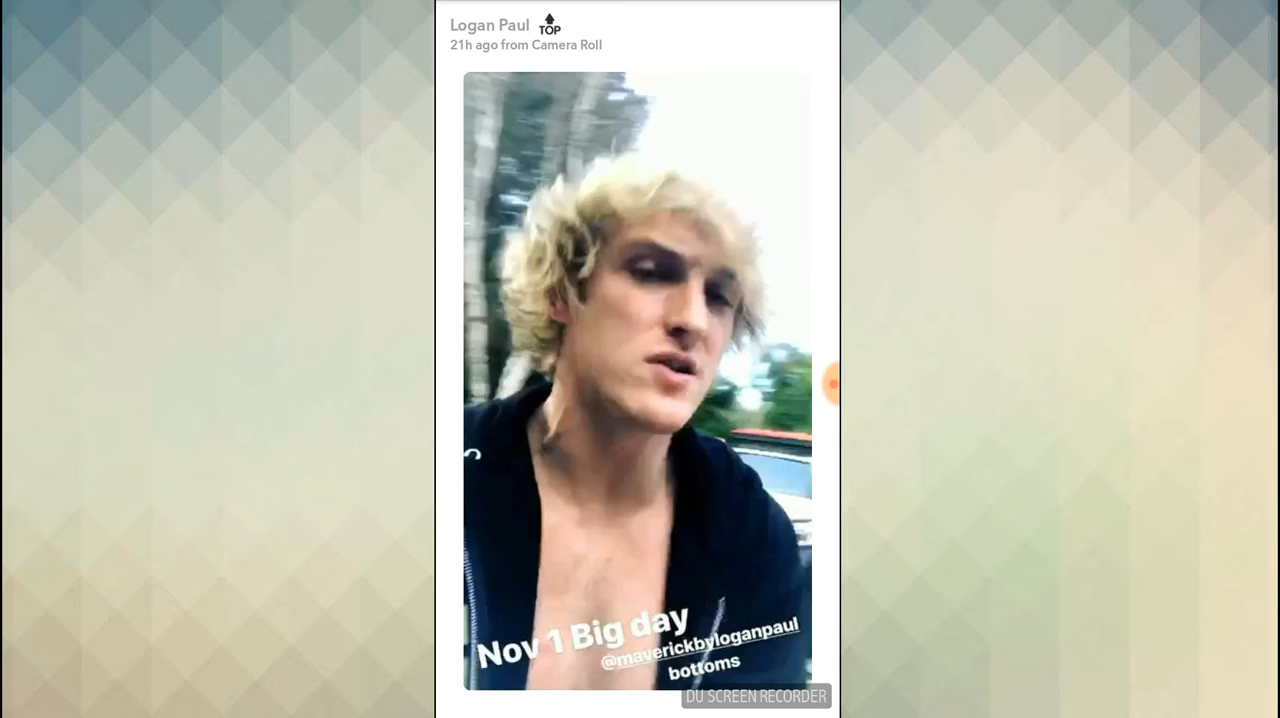 Logan Paul TOP
21h ago from Camera Roll
Nov 1 Big day
@maverickbyloganpaul
bottoms
DU SCREEN RECORDER